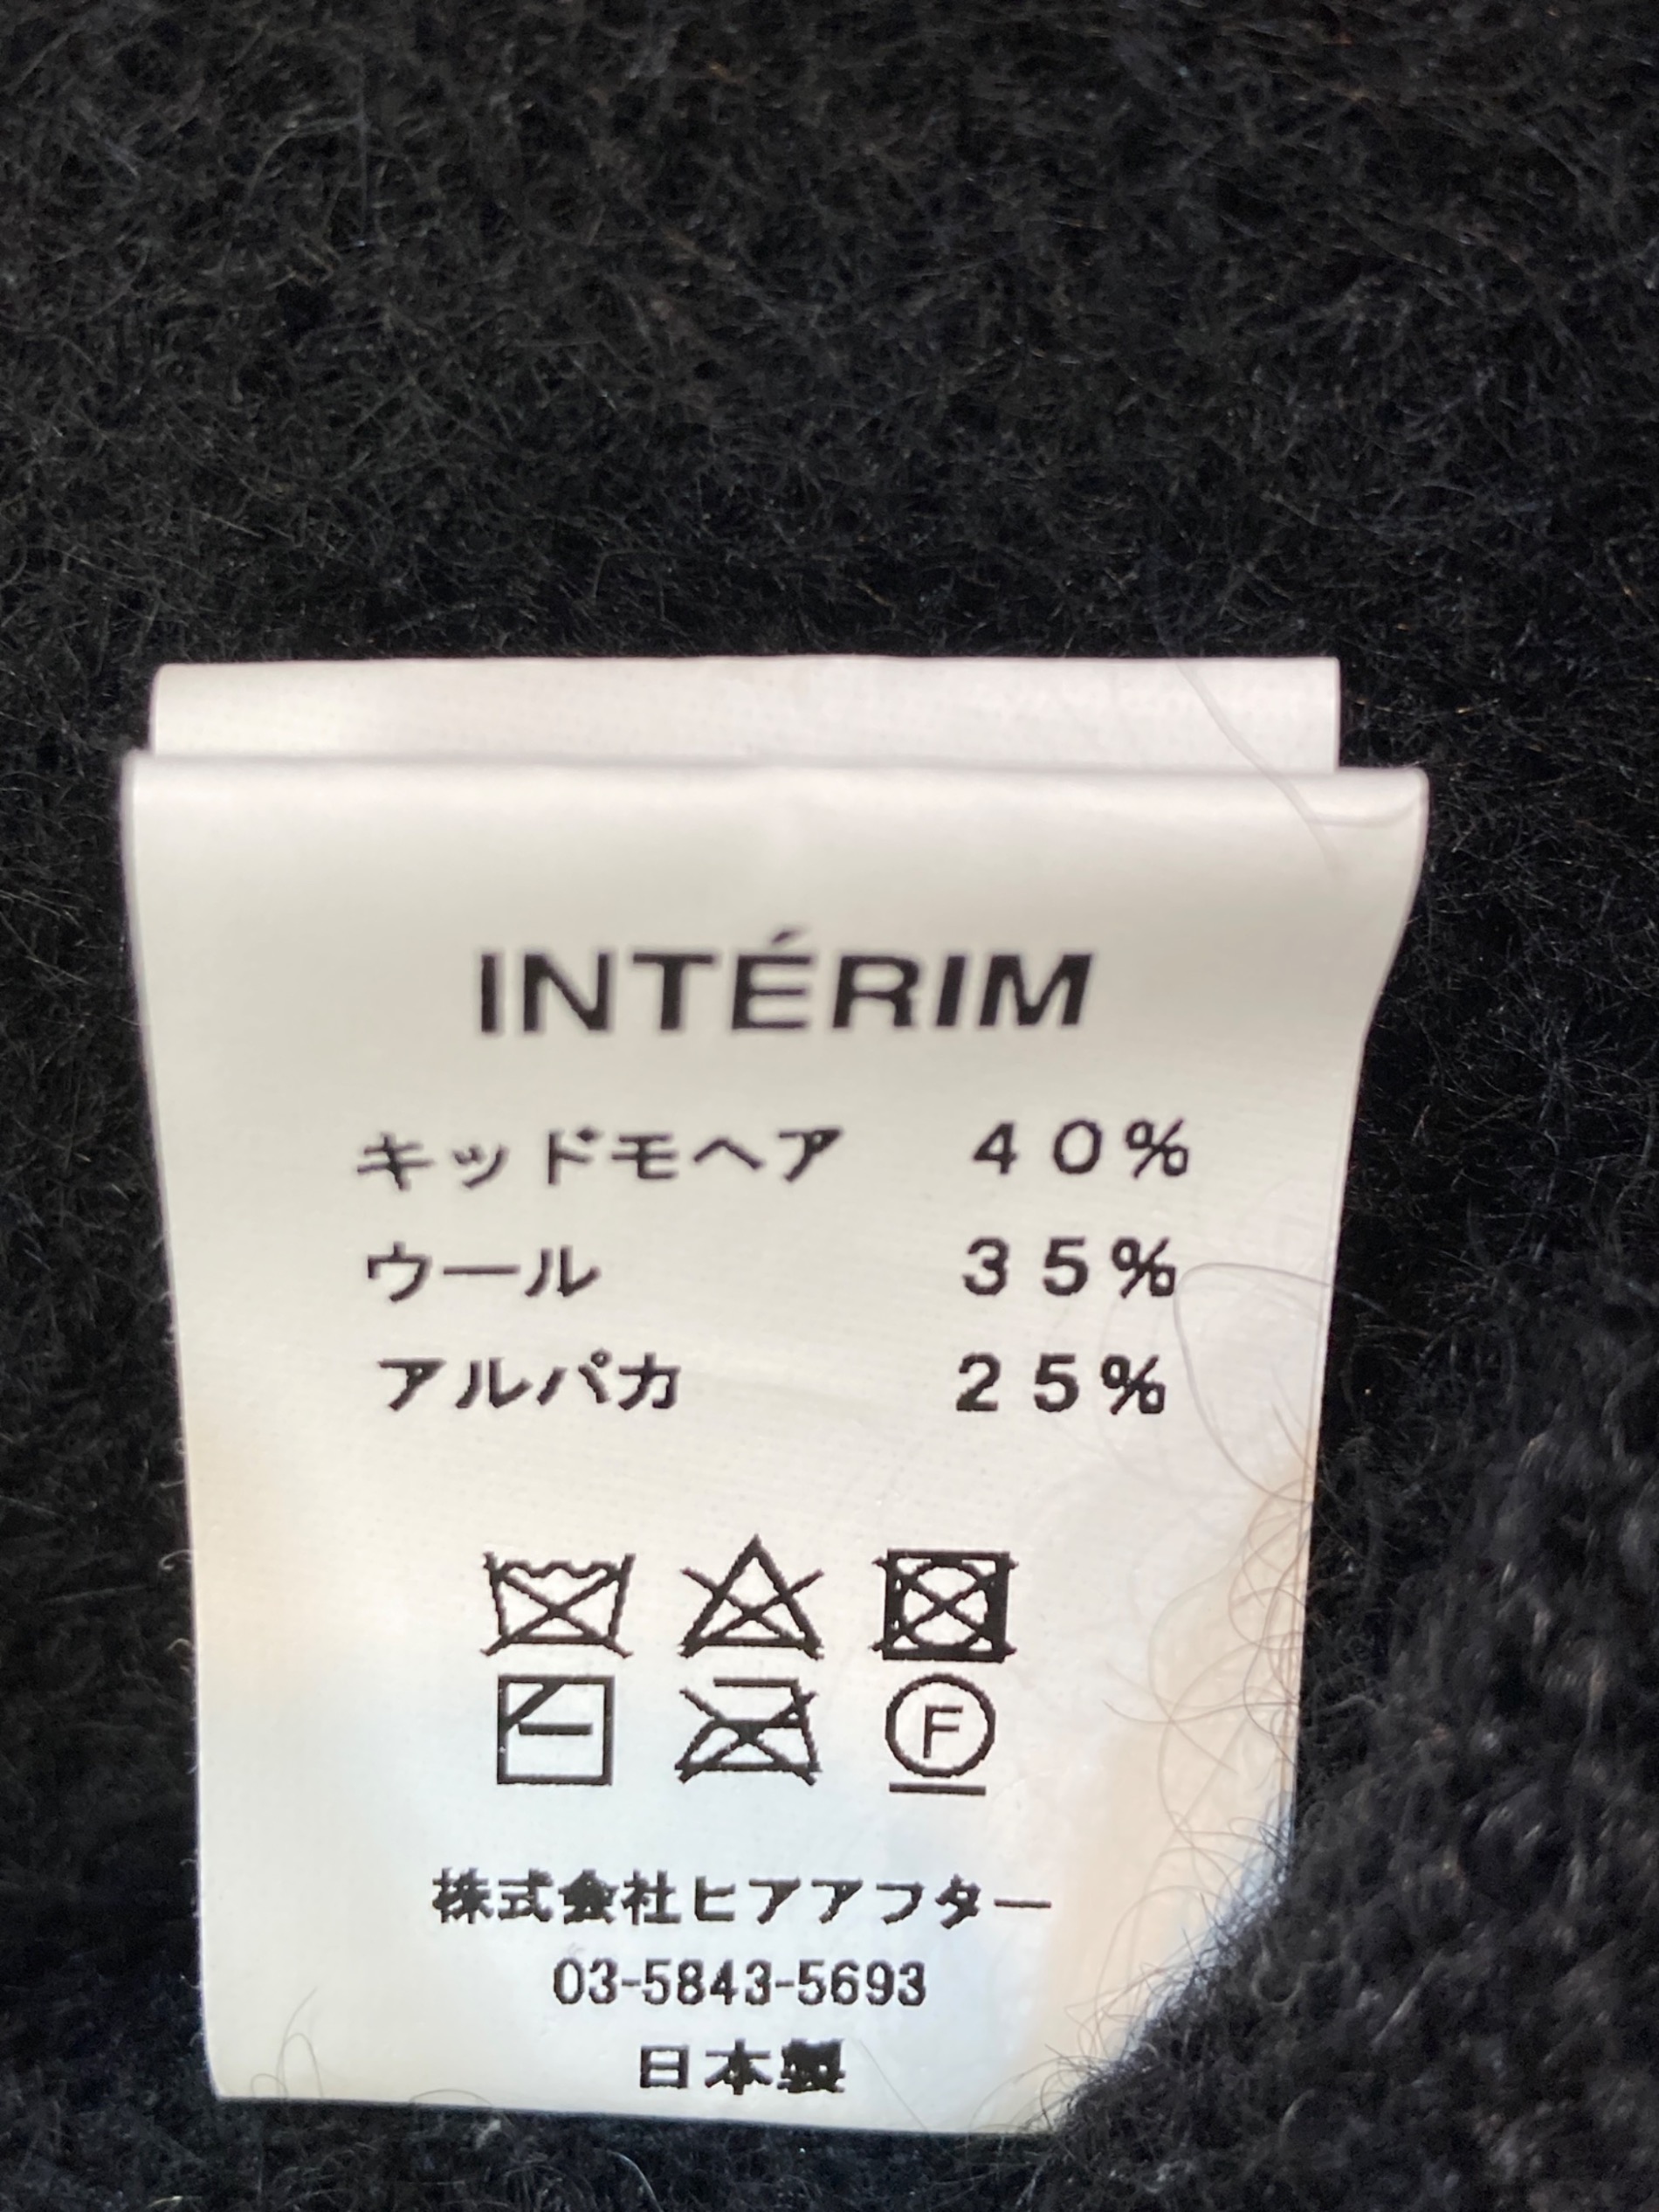 INTÉRIM
キッドモヘア 40%
ウール 35%
アルパカ 25%
F
株式会社ヒアアフター
03-5843-5693
日本製